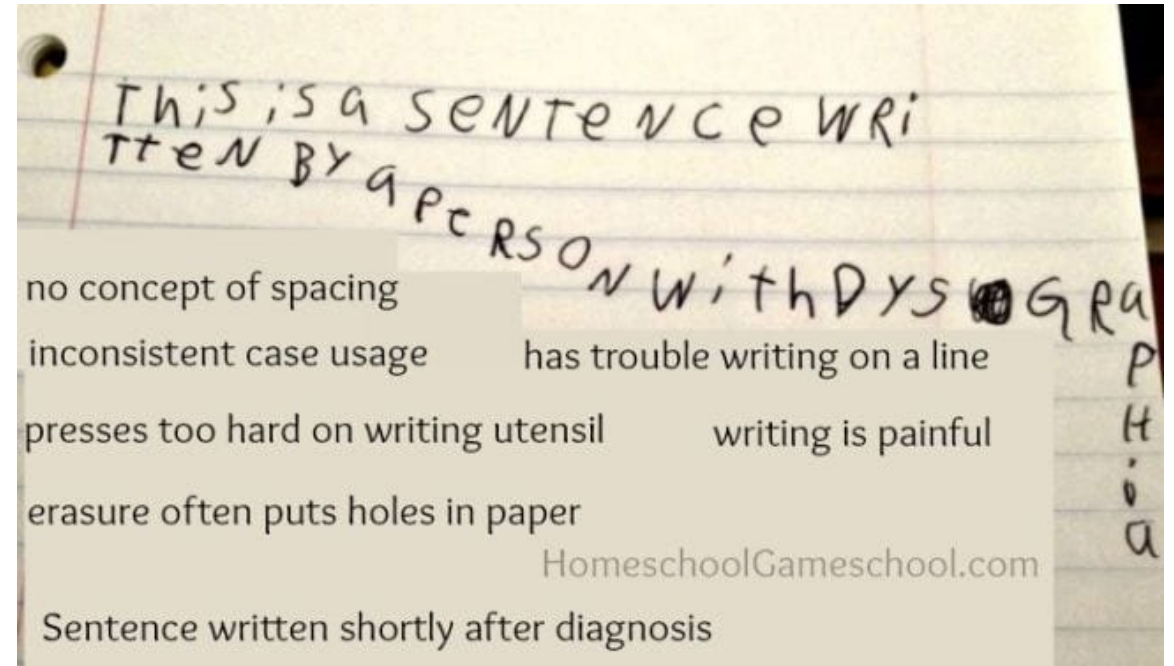 ThiS iS a SeNTeNce WRi
TteN BY a PeRSON WithDYS GRa
P
H
i
a
no concept of spacing
inconsistent case usage
has trouble writing on a line
presses too hard on writing utensil
writing is painful
erasure often puts holes in paper
HomeschoolGameschool.com
Sentence written shortly after diagnosis